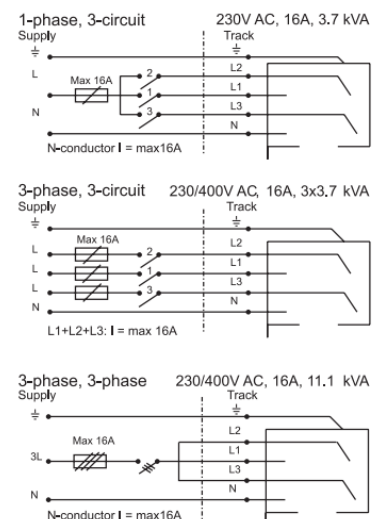 1-phase, 3-circuit 230V AC, 16A, 3.7 kVA
Supply Track
L L2
Max 16A 2
1 L1
N 3 L3
N
N-conductor I = max16A
3-phase, 3-circuit 230/400V AC, 16A, 3x3.7 kVA
Supply Track
Max 16A
L 2 L2
L 1 L1
L 3 L3
N N
L1+L2+L3: I = max 16A
3-phase, 3-phase 230/400V AC, 16A, 11.1 kVA
Supply Track
L2
Max 16A
3L L1
L3
N N
N-conductor I = max16A